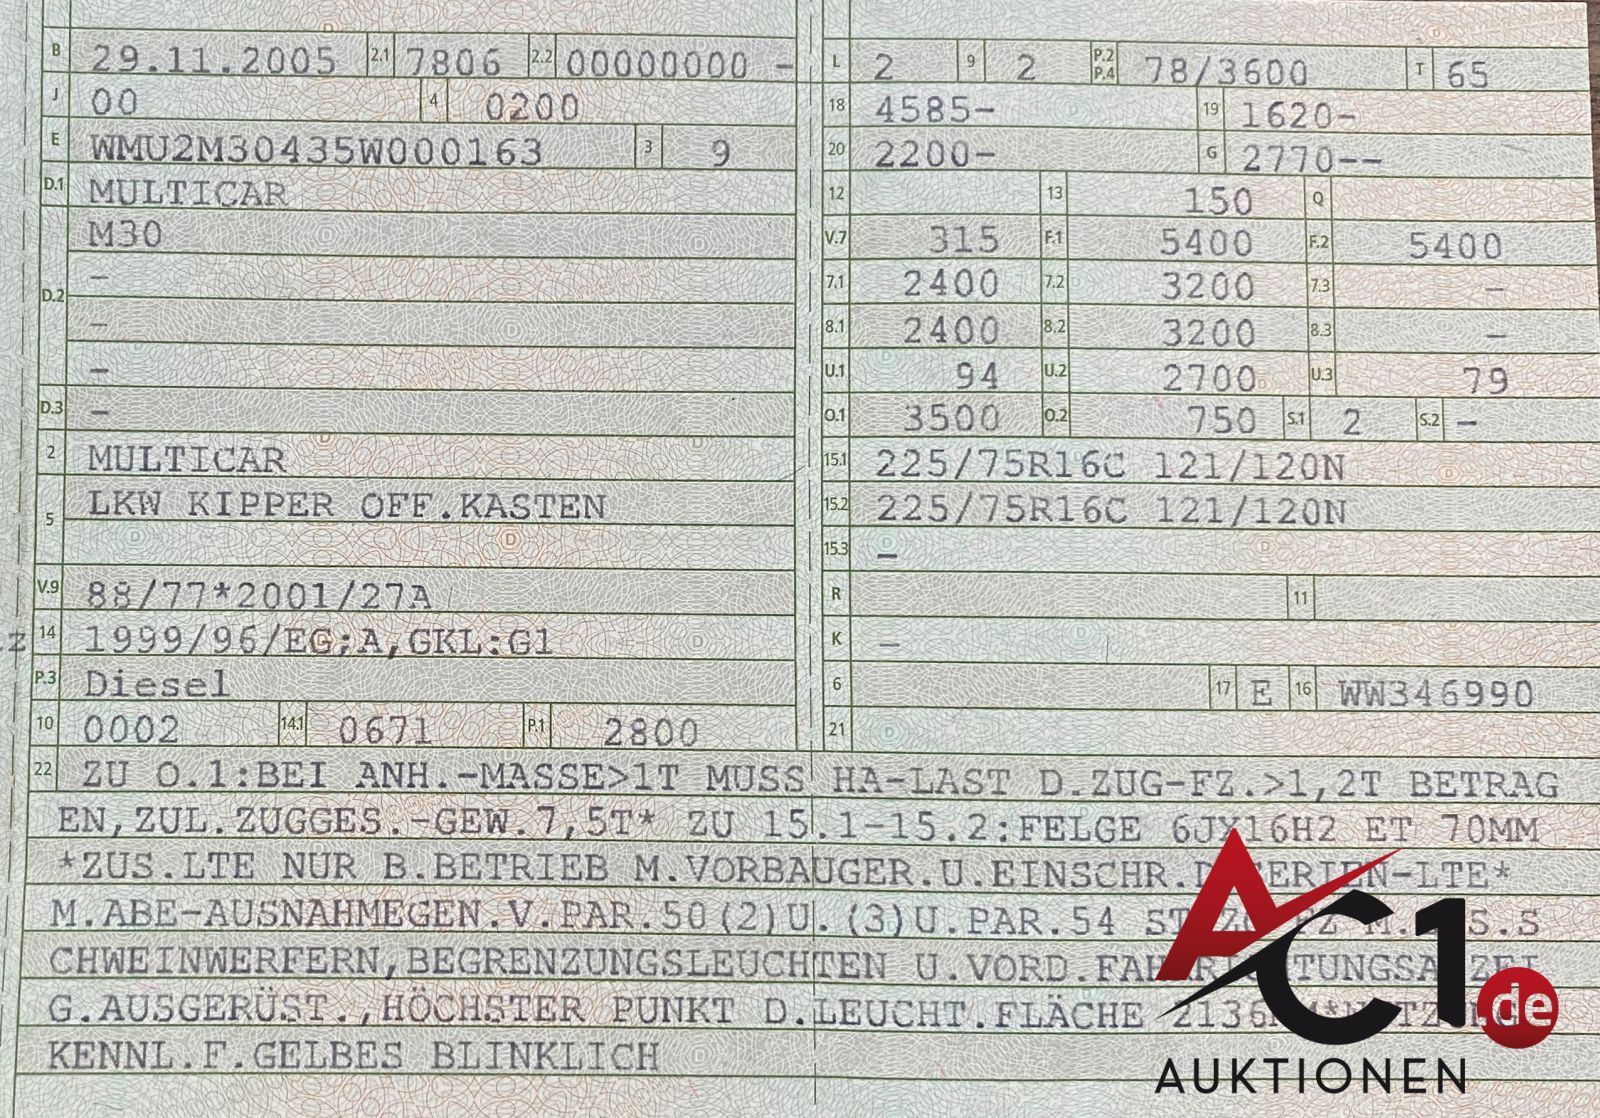 B 29.11.2005 2.1 7806 2.2 00000000 -
J 00 4 0200
E WMU2M30435W000163 3 9
D.1 MULTICAR
D.2 M30
-
-
-
D.3 -
2 MULTICAR
5 LKW KIPPER OFF.KASTEN
V.9 88/77*2001/27A
z 14 1999/96/EG;A,GKL:G1
P.3 Diesel
10 0002 14.1 0671 P.1 2800
L 2 9 2 P.2 P.4 78/3600 T 65
18 4585- 19 1620-
20 2200- G 2770--
12 13 150 Q
V.7 315 F.1 5400 F.2 5400
7.1 2400 7.2 3200 7.3 -
8.1 2400 8.2 3200 8.3 -
U.1 94 U.2 2700 U.3 79
O.1 3500 O.2 750 S.1 2 S.2 -
15.1 225/75R16C 121/120N
15.2 225/75R16C 121/120N
15.3 -
R 11
K -
6 17 E 16 WW346990
21
22 ZU O.1:BEI ANH.-MASSE>1T MUSS HA-LAST D.ZUG-FZ.>1,2T BETRAG
EN,ZUL.ZUGGES.-GEW.7,5T* ZU 15.1-15.2:FELGE 6JX16H2 ET 70MM
*ZUS.LTE NUR B.BETRIEB M.VORBAUGER.U.EINSCHR.D.SERIEN-LTE*
M.ABE-AUSNAHMEGEN.V.PAR.50(2)U.(3)U.PAR.54 S.S
CHWEINWERFERN,BEGRENZUNGSLEUCHTEN U.VORD.
G.AUSGERÜST.,HÖCHSTER PUNKT D.LEUCHT.FLÄCHE
KENNL.F.GELBES BLINKLICH
AC1.de
AUKTIONEN